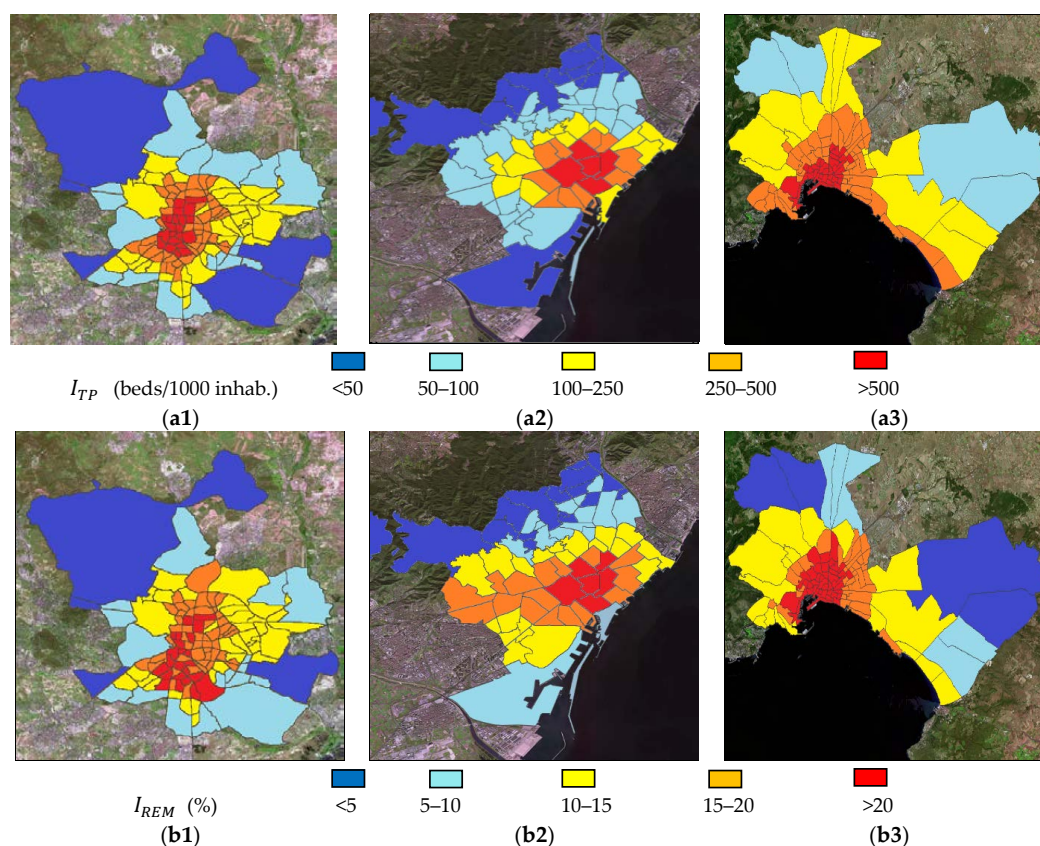 I_TP (beds/1000 inhab.) <50 50–100 100–250 250–500 >500
(a1) (a2) (a3)
I_REM (%) <5 5–10 10–15 15–20 >20
(b1) (b2) (b3)